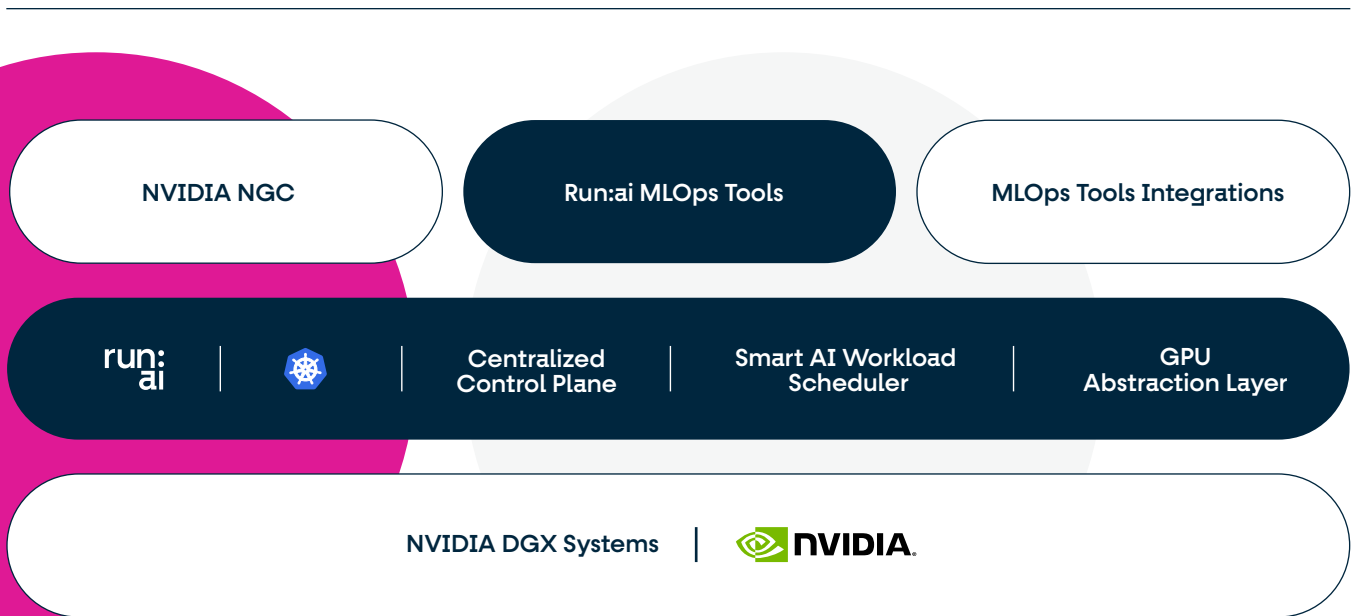 NVIDIA NGC
Run:ai MLOps Tools
MLOps Tools Integrations
run:
ai
Centralized
Control Plane
Smart AI Workload
Scheduler
GPU
Abstraction Layer
NVIDIA DGX Systems
NVIDIA.